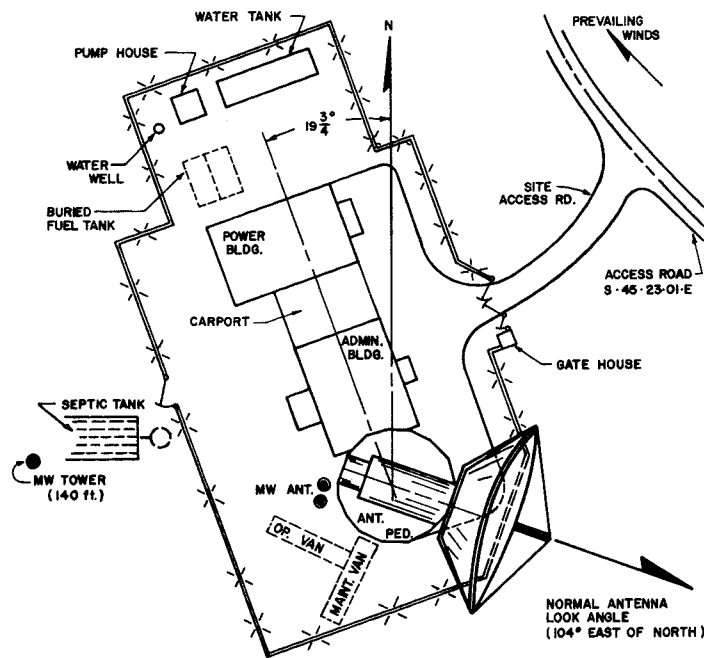 WATER TANK
N
PREVAILING
WINDS
PUMP HOUSE
19 3/4°
WATER
WELL
SITE
ACCESS RD.
BURIED
FUEL TANK
POWER
BLDG.
ACCESS ROAD
S·45·23·01·E
CARPORT
ADMIN.
BLDG.
GATE HOUSE
SEPTIC TANK
MW TOWER
(140 ft.)
MW ANT.
ANT.
PED.
OP. VAN
MAINT. VAN
NORMAL ANTENNA
LOOK ANGLE
(104° EAST OF NORTH)